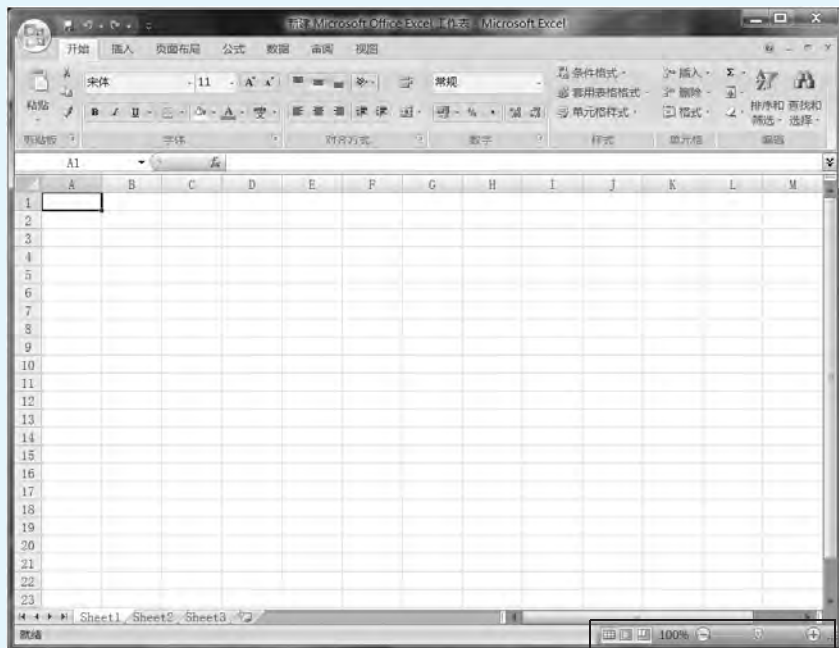 新建 Microsoft Office Excel 工作表 - Microsoft Excel
开始 插入 页面布局 公式 数据 审阅 视图
宋体 11 A A 常规 条件格式 插入 Σ
粘贴 套用表格格式 删除 排序和 查找和
B I U A 变 % , 单元格样式 格式 筛选 选择
剪贴板 字体 对齐方式 数字 样式 单元格 编辑
A1 fx
A B C D E F G H I J K L M
1
2
3
4
5
6
7
8
9
10
11
12
13
14
15
16
17
18
19
20
21
22
23
Sheet1 Sheet2 Sheet3
就绪 100%